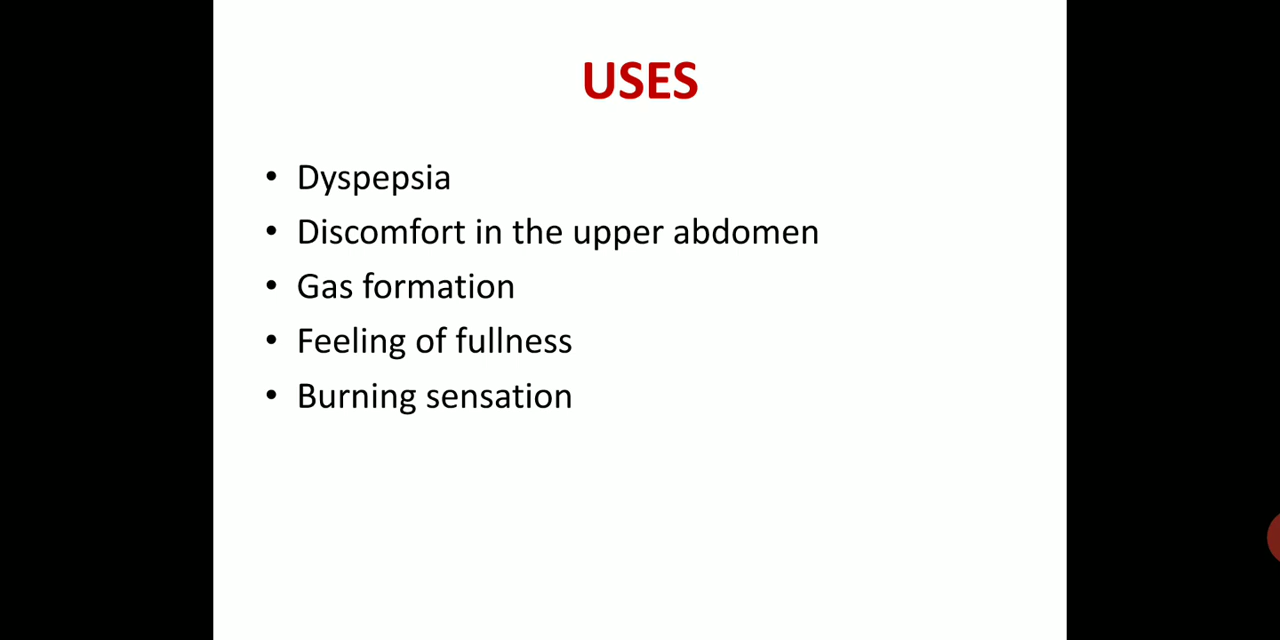 USES
• Dyspepsia
• Discomfort in the upper abdomen
• Gas formation
• Feeling of fullness
• Burning sensation